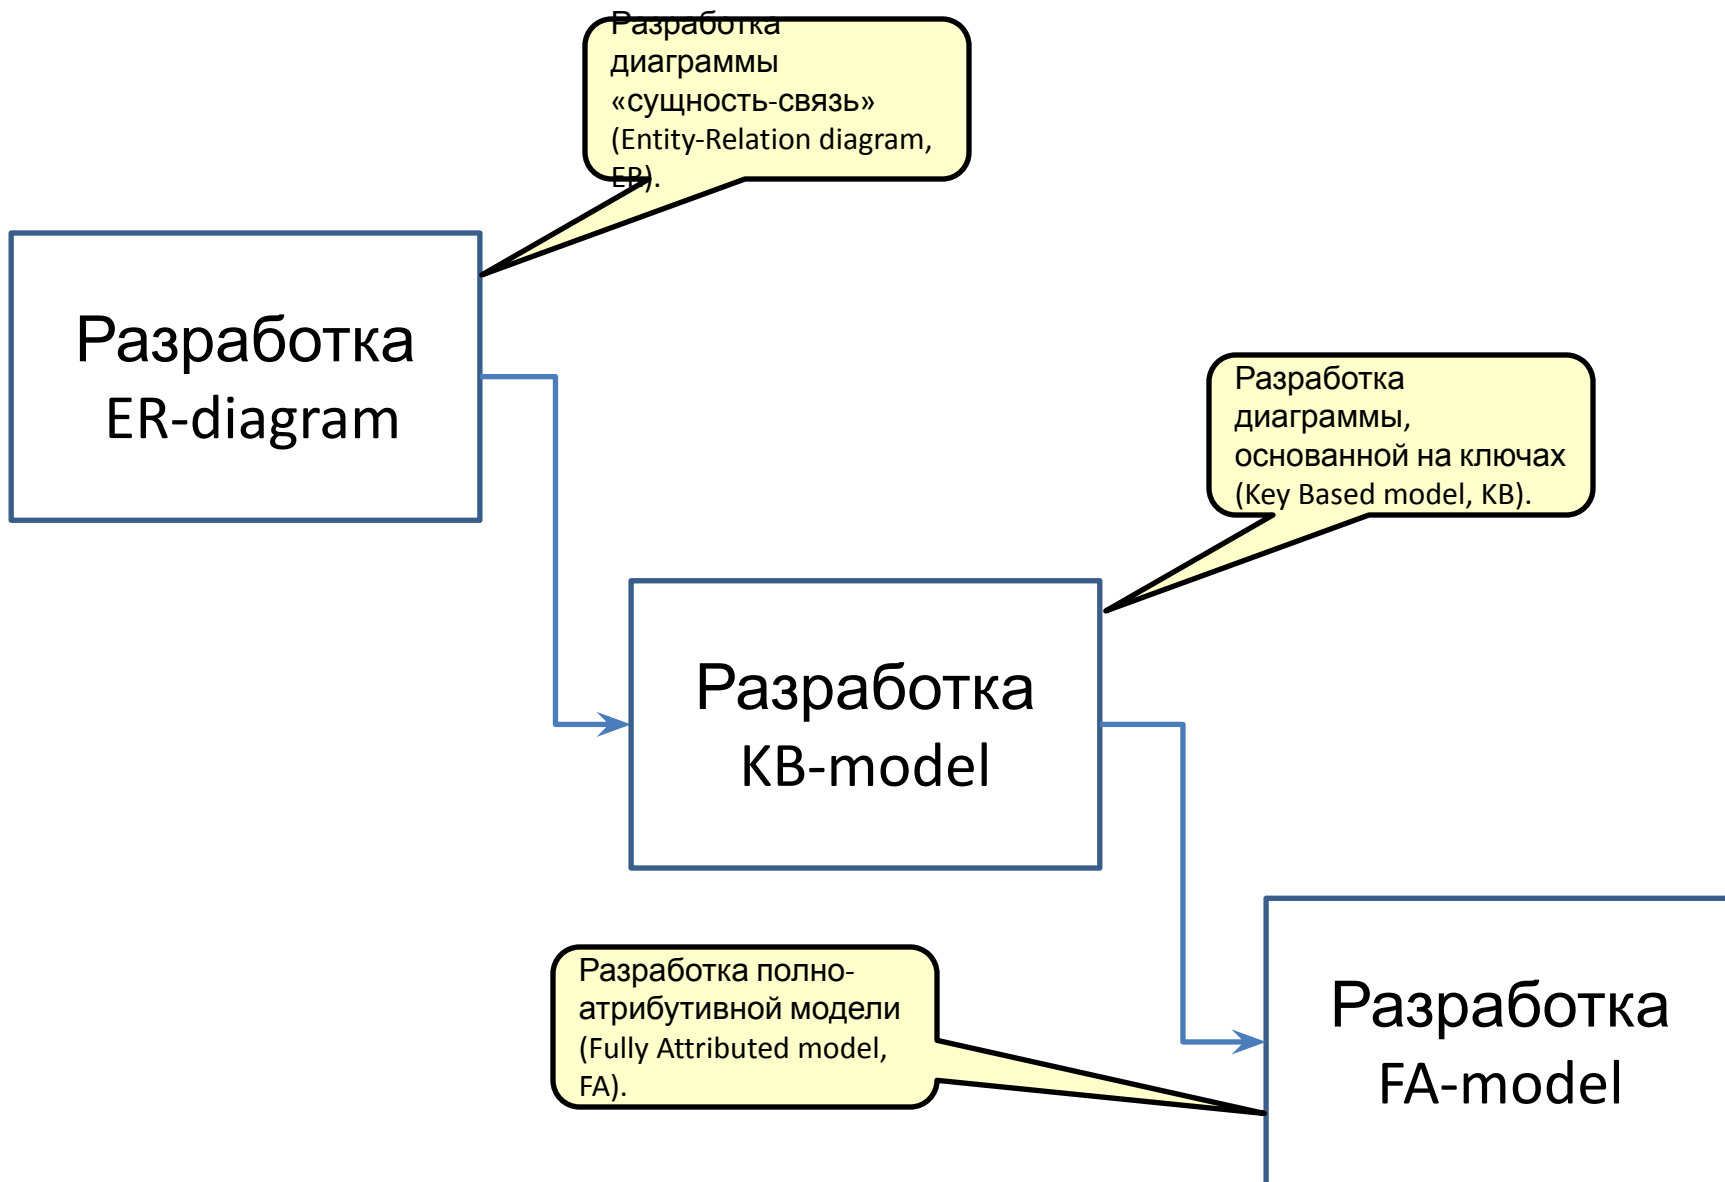 Разработка
диаграммы
«сущность-связь»
(Entity-Relation diagram,
ER).
Разработка
ER-diagram
Разработка
диаграммы,
основанной на ключах
(Key Based model, KB).
Разработка
KB-model
Разработка полно-
атрибутивной модели
(Fully Attributed model,
FA).
Разработка
FA-model